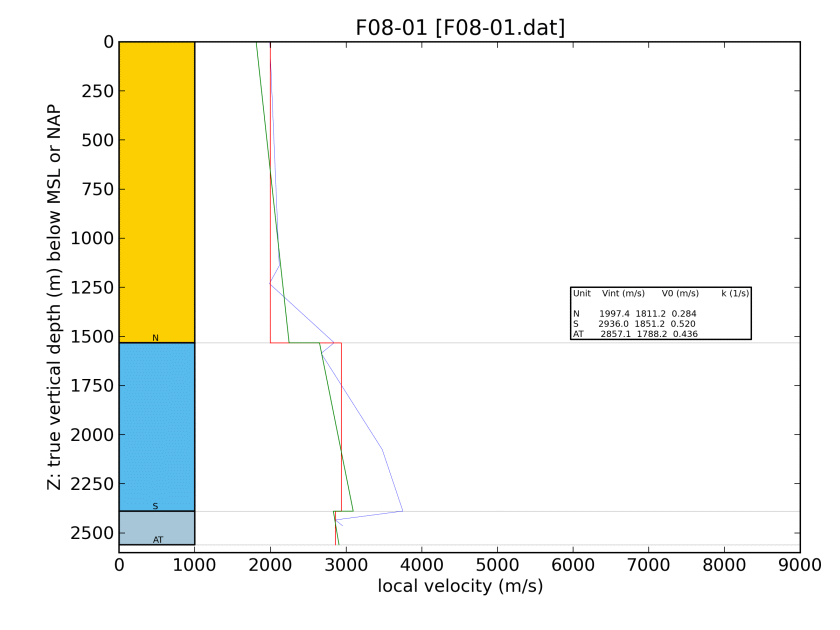 F08-01 [F08-01.dat]
Z: true vertical depth (m) below MSL or NAP
0
250
500
750
1000
1250
1500
1750
2000
2250
2500
N
S
AT
Unit Vint (m/s) V0 (m/s) k (1/s)
N 1997.4 1811.2 0.284
S 2936.0 1851.2 0.520
AT 2857.1 1788.2 0.436
0 1000 2000 3000 4000 5000 6000 7000 8000 9000
local velocity (m/s)